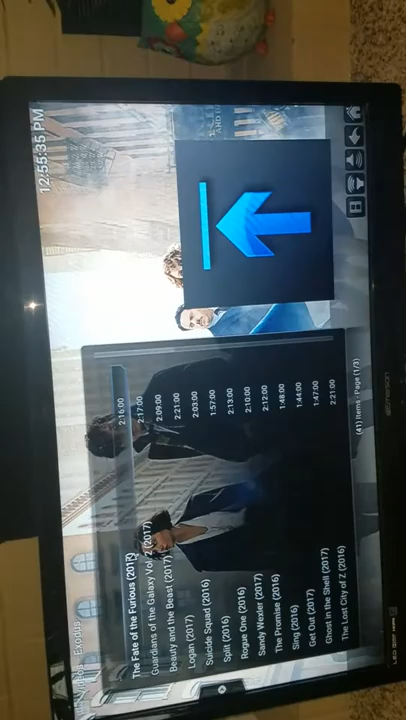 Exodus 12:55:35 PM
The Fate of the Furious (2017) 2:16:00
Guardians of the Galaxy Vol. 2 (2017) 2:17:00
Beauty and the Beast (2017) 2:09:00
Logan (2017) 2:21:00
Suicide Squad (2016) 2:03:00
Split (2016) 1:57:00
Rogue One (2016) 2:13:00
Sandy Wexler (2017) 2:10:00
The Promise (2016) 2:12:00
Sing (2016) 1:48:00
Get Out (2017) 1:44:00
Ghost in the Shell (2017) 1:47:00
The Lost City of Z (2016) 2:21:00
(41) Items - Page (1/3)
EMERSON